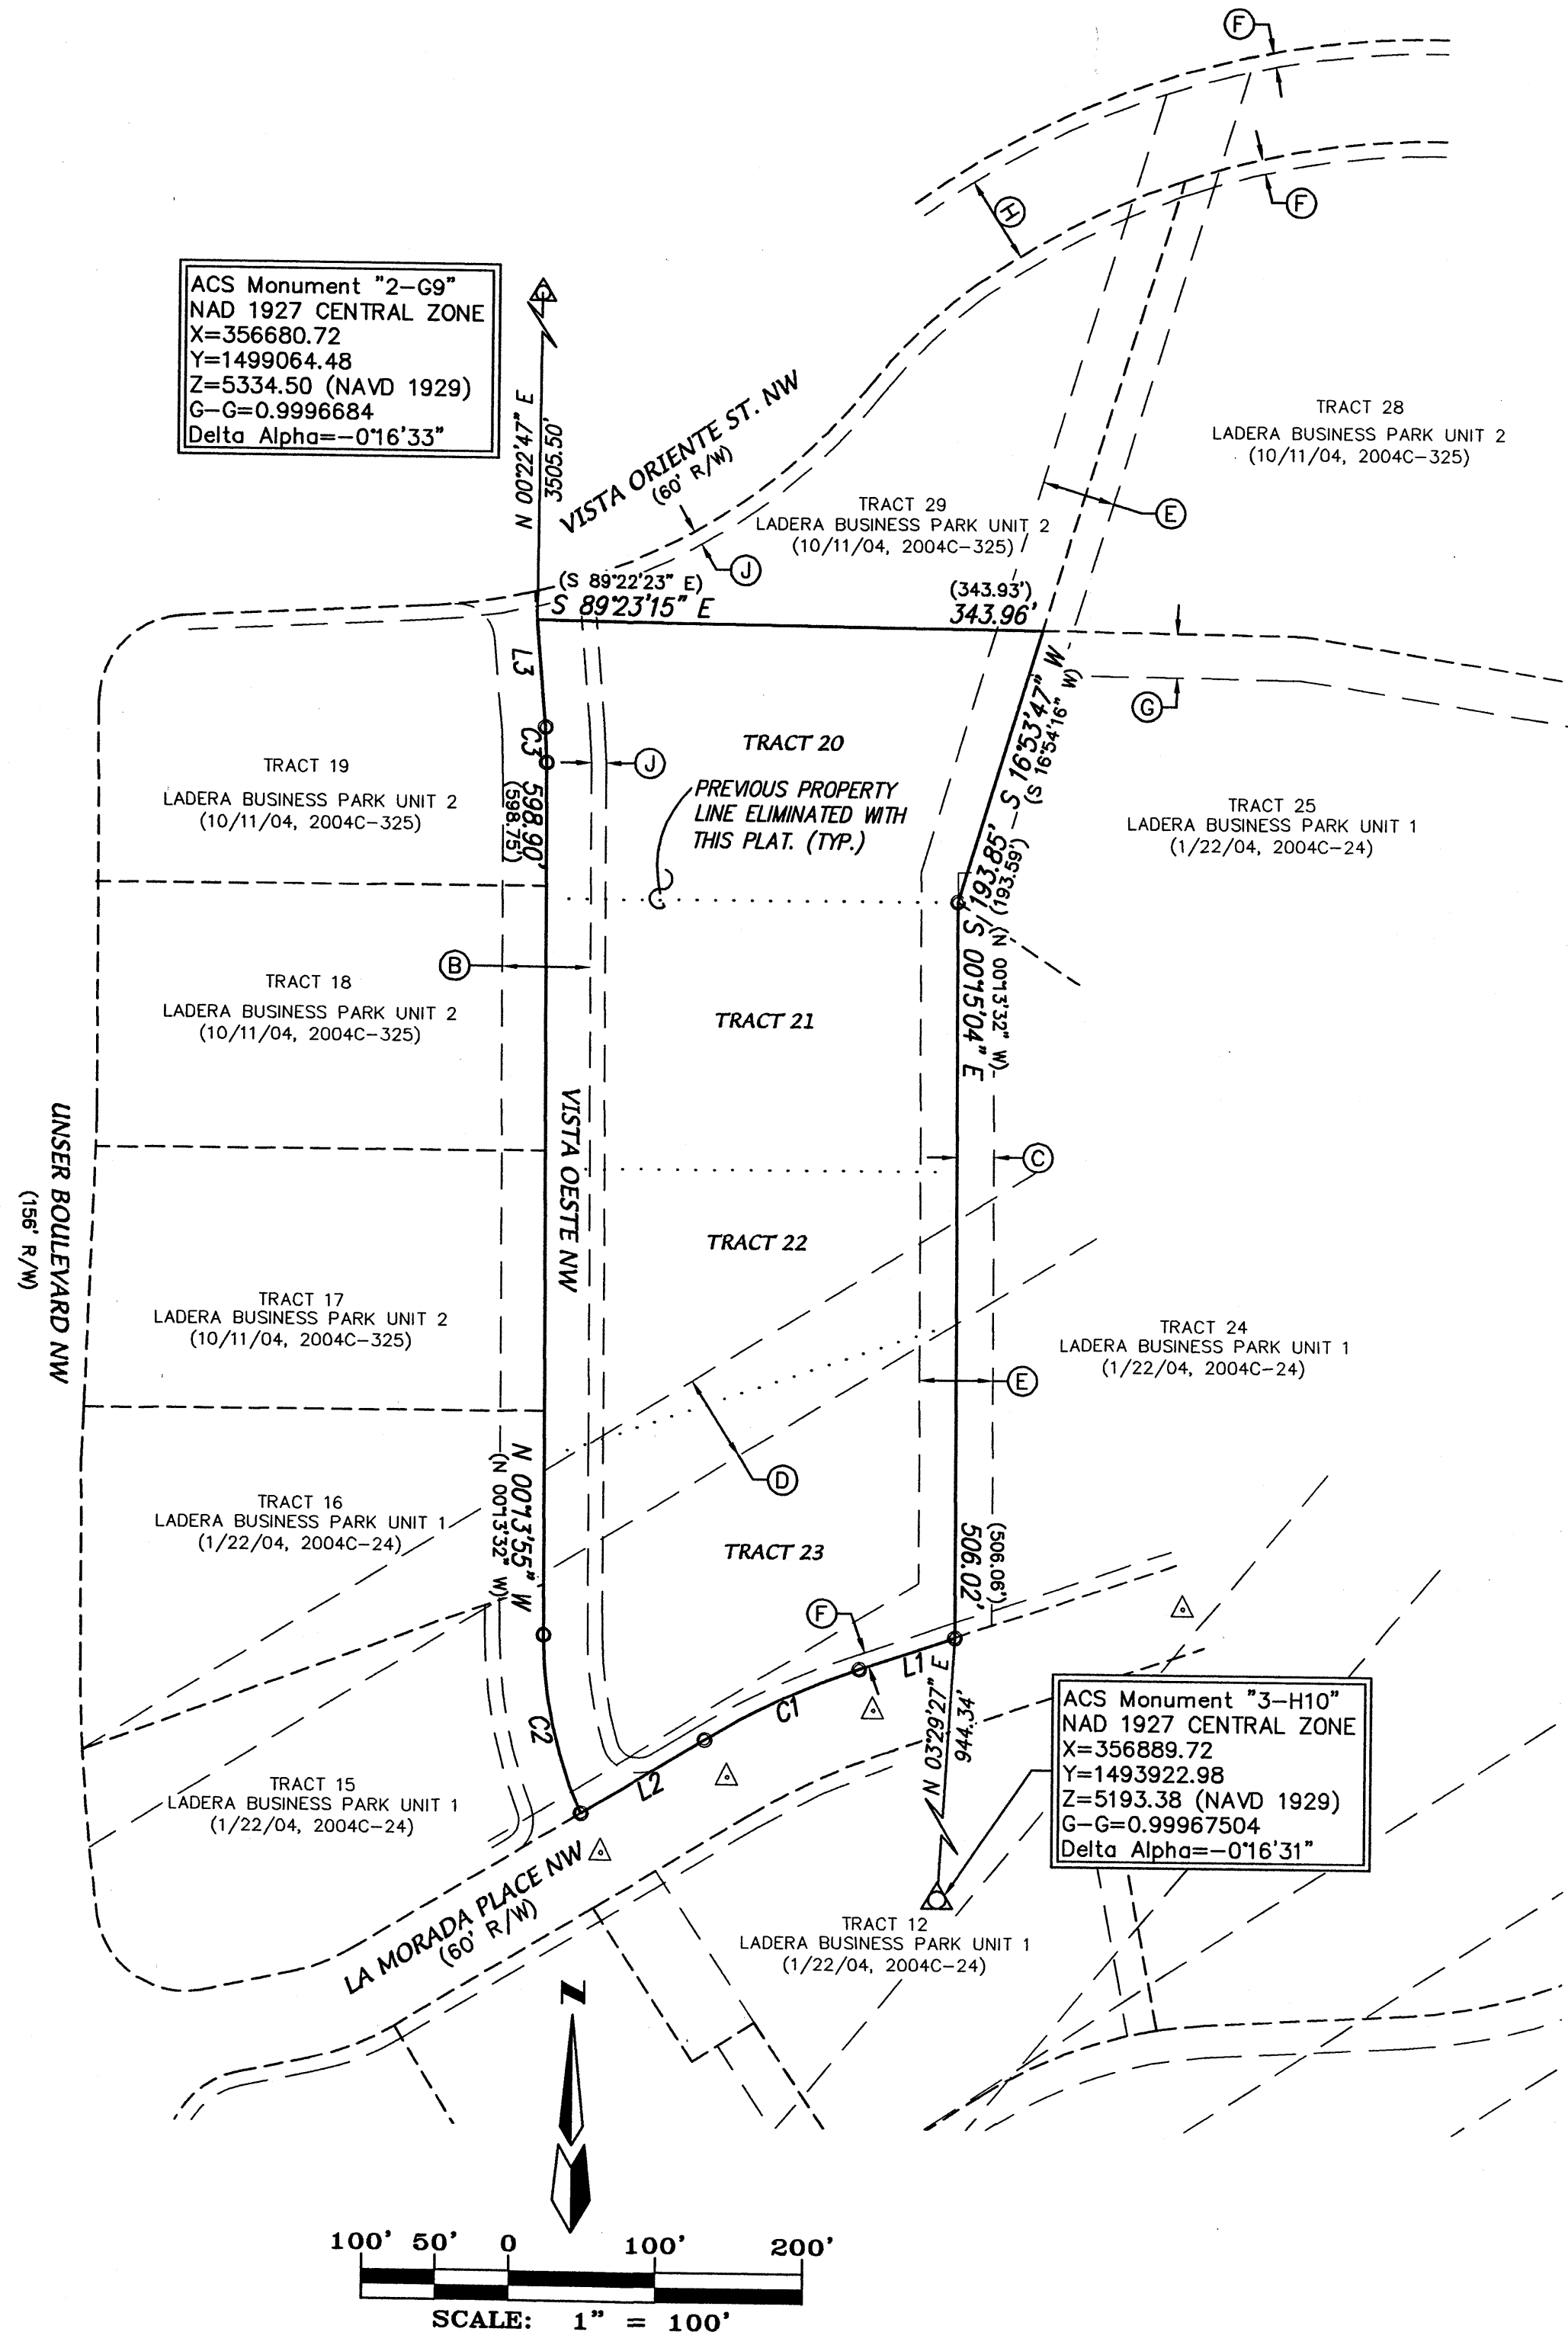 F
F
H
ACS Monument "2-G9"
NAD 1927 CENTRAL ZONE
X=356680.72
Y=1499064.48
Z=5334.50 (NAVD 1929)
G-G=0.9996684
Delta Alpha=-0°16'33"
N 00°22'47" E
3505.50'
VISTA ORIENTE ST. NW
(60' R/W)
TRACT 28
LADERA BUSINESS PARK UNIT 2
(10/11/04, 2004C-325)
E
TRACT 29
LADERA BUSINESS PARK UNIT 2
(10/11/04, 2004C-325)
J
(S 89°22'23" E)
S 89°23'15" E
(343.93')
343.96'
L3
C3
G
S 16°53'47" W
(S 16°54'16" W)
193.85'
(193.59')
TRACT 19
LADERA BUSINESS PARK UNIT 2
(10/11/04, 2004C-325)
598.90'
(598.75')
J
TRACT 20
PREVIOUS PROPERTY
LINE ELIMINATED WITH
THIS PLAT. (TYP.)
TRACT 25
LADERA BUSINESS PARK UNIT 1
(1/22/04, 2004C-24)
B
TRACT 18
LADERA BUSINESS PARK UNIT 2
(10/11/04, 2004C-325)
TRACT 21
(N 00°13'32" W)
S 00°15'04" E
UNSER BOULEVARD NW
(156' R/W)
VISTA OESTE NW
C
TRACT 22
TRACT 17
LADERA BUSINESS PARK UNIT 2
(10/11/04, 2004C-325)
TRACT 24
LADERA BUSINESS PARK UNIT 1
(1/22/04, 2004C-24)
E
D
N 00°13'55" W
(N 00°13'32" W)
TRACT 16
LADERA BUSINESS PARK UNIT 1
(1/22/04, 2004C-24)
TRACT 23
(506.06')
506.02'
F
L1
C1
C2
L2
N 03°29'27" E
944.34'
ACS Monument "3-H10"
NAD 1927 CENTRAL ZONE
X=356889.72
Y=1493922.98
Z=5193.38 (NAVD 1929)
G-G=0.99967504
Delta Alpha=-0°16'31"
TRACT 15
LADERA BUSINESS PARK UNIT 1
(1/22/04, 2004C-24)
LA MORADA PLACE NW
(60' R/W)
TRACT 12
LADERA BUSINESS PARK UNIT 1
(1/22/04, 2004C-24)
N
100' 50' 0 100' 200'
SCALE: 1" = 100'